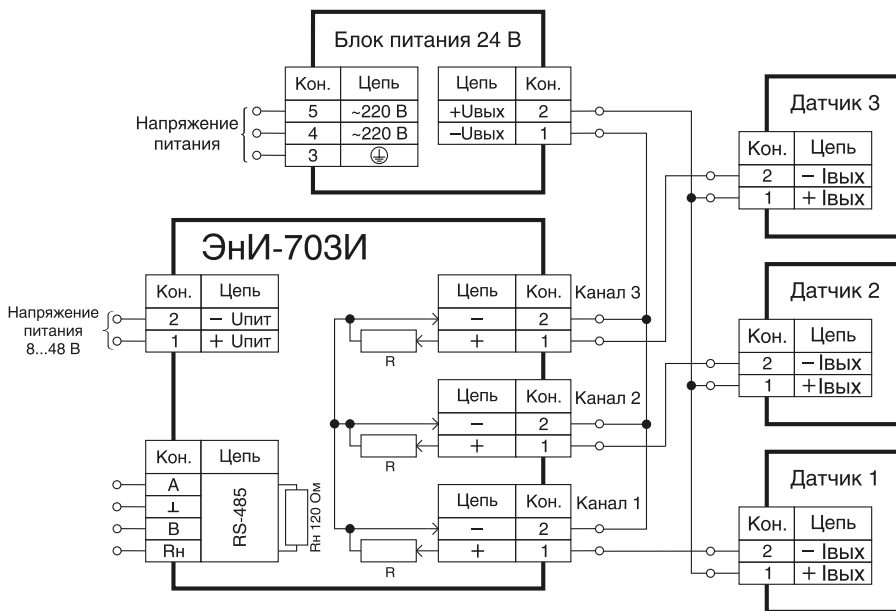 Блок питания 24 В
Кон. Цепь Цепь Кон.
5 ~220 В +Uвых 2
4 ~220 В −Uвых 1
3
Напряжение
питания
Датчик 3
Кон. Цепь
2 − Iвых
1 + Iвых
ЭнИ-703И
Кон. Цепь
2 − Uпит
1 + Uпит
Напряжение
питания
8...48 В
Цепь Кон. Канал 3
− 2
+ 1
R
Датчик 2
Кон. Цепь
2 − Iвых
1 + Iвых
Цепь Кон. Канал 2
− 2
+ 1
R
Кон. Цепь
A
⊥
B
Rн
RS-485
Rн 120 Ом
Цепь Кон. Канал 1
− 2
+ 1
R
Датчик 1
Кон. Цепь
2 − Iвых
1 + Iвых